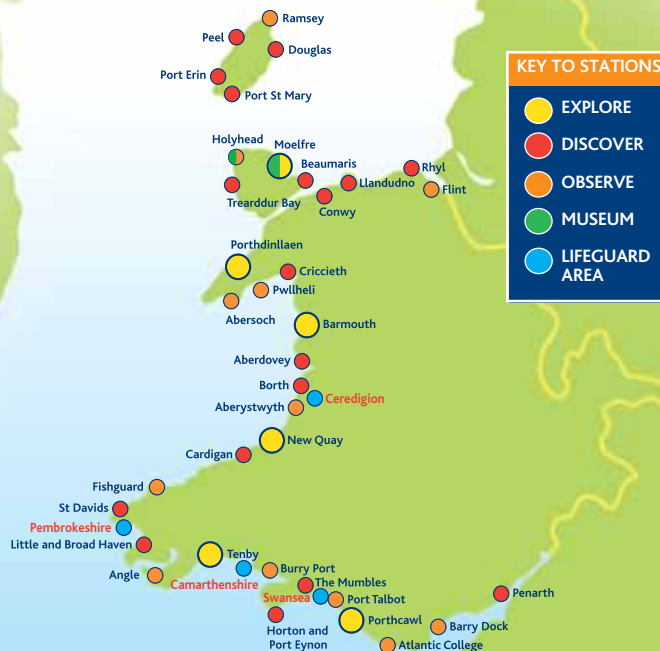 Ramsey
Peel
Douglas
Port Erin
Port St Mary
KEY TO STATIONS
EXPLORE
DISCOVER
OBSERVE
MUSEUM
LIFEGUARD
AREA
Holyhead
Moelfre
Beaumaris
Rhyl
Llandudno
Flint
Trearddur Bay
Conwy
Porthdinllaen
Criccieth
Pwllheli
Abersoch
Barmouth
Aberdovey
Borth
Ceredigion
Aberystwyth
New Quay
Cardigan
Fishguard
St Davids
Pembrokeshire
Little and Broad Haven
Tenby
Angle
Camarthenshire
Burry Port
The Mumbles
Swansea
Port Talbot
Penarth
Porthcawl
Horton and
Port Eynon
Barry Dock
Atlantic College